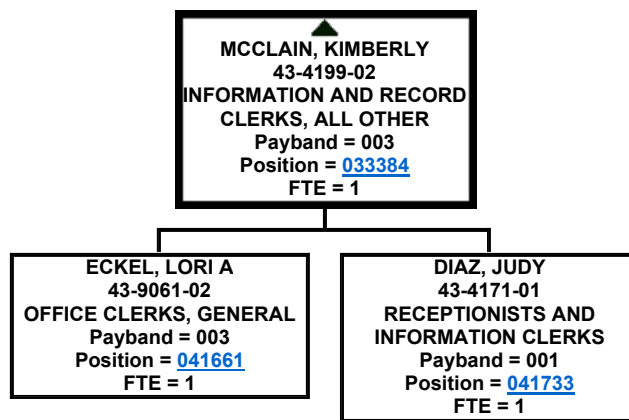 MCCLAIN, KIMBERLY
43-4199-02
INFORMATION AND RECORD
CLERKS, ALL OTHER
Payband = 003
Position = 033384
FTE = 1
ECKEL, LORI A
43-9061-02
OFFICE CLERKS, GENERAL
Payband = 003
Position = 041661
FTE = 1
DIAZ, JUDY
43-4171-01
RECEPTIONISTS AND
INFORMATION CLERKS
Payband = 001
Position = 041733
FTE = 1